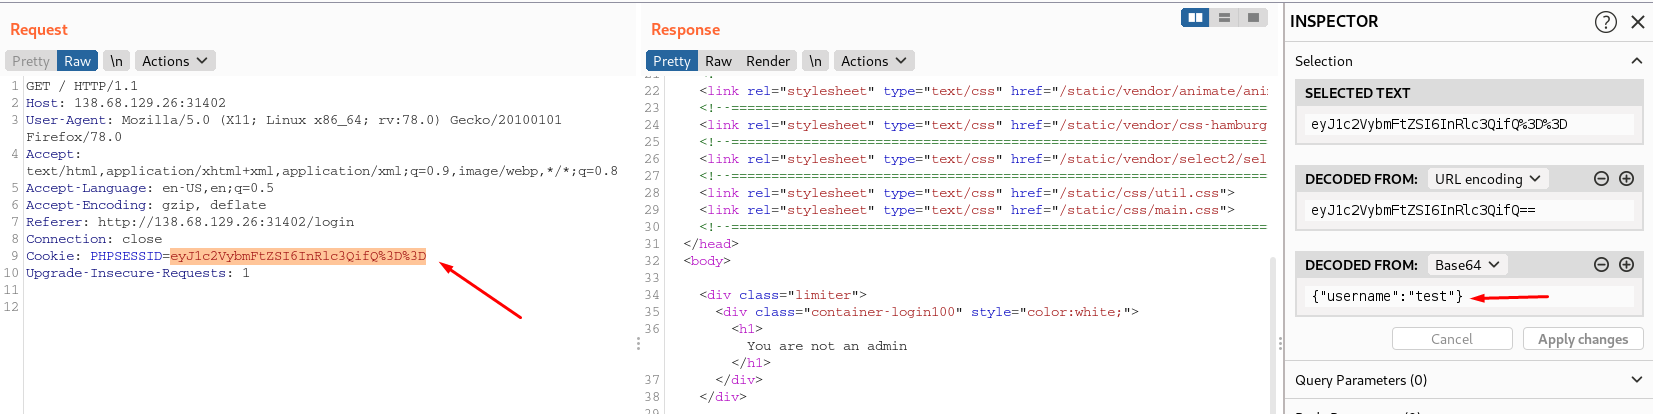 Request
Pretty Raw \n Actions
1 GET / HTTP/1.1
2 Host: 138.68.129.26:31402
3 User-Agent: Mozilla/5.0 (X11; Linux x86_64; rv:78.0) Gecko/20100101
Firefox/78.0
4 Accept:
text/html,application/xhtml+xml,application/xml;q=0.9,image/webp,*/*;q=0.8
5 Accept-Language: en-US,en;q=0.5
6 Accept-Encoding: gzip, deflate
7 Referer: http://138.68.129.26:31402/login
8 Connection: close
9 Cookie: PHPSESSID=eyJ1c2VybmFtZSI6InRlc3QifQ%3D%3D
10 Upgrade-Insecure-Requests: 1
11
12
Response
Pretty Raw Render \n Actions
22 <link rel="stylesheet" type="text/css" href="/static/vendor/animate/ani
23 <!--===================================================================
24 <link rel="stylesheet" type="text/css" href="/static/vendor/css-hamburg
25 <!--===================================================================
26 <link rel="stylesheet" type="text/css" href="/static/vendor/select2/sel
27 <!--===================================================================
28 <link rel="stylesheet" type="text/css" href="/static/css/util.css">
29 <link rel="stylesheet" type="text/css" href="/static/css/main.css">
30 <!--===================================================================
31 </head>
32 <body>
33
34 <div class="limiter">
35 <div class="container-login100" style="color:white;">
36 <h1>
You are not an admin
</h1>
37 </div>
38 </div>
INSPECTOR
Selection
SELECTED TEXT
eyJ1c2VybmFtZSI6InRlc3QifQ%3D%3D
DECODED FROM: URL encoding
eyJ1c2VybmFtZSI6InRlc3QifQ==
DECODED FROM: Base64
{"username":"test"}
Cancel Apply changes
Query Parameters (0)